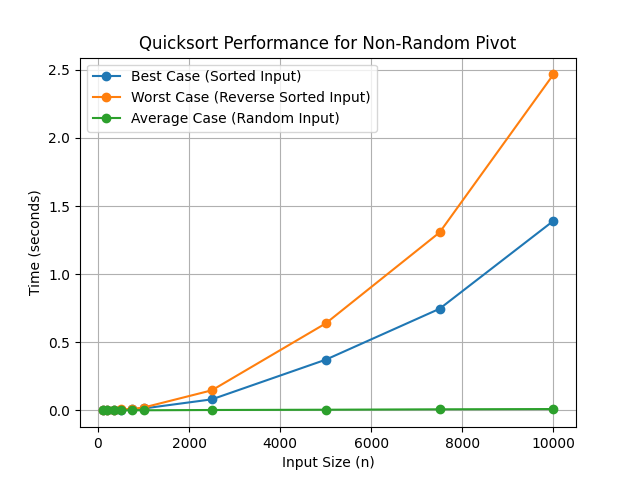 Quicksort Performance for Non-Random Pivot
Best Case (Sorted Input)
Worst Case (Reverse Sorted Input)
Average Case (Random Input)
Time (seconds)
2.5
2.0
1.5
1.0
0.5
0.0
0 2000 4000 6000 8000 10000
Input Size (n)